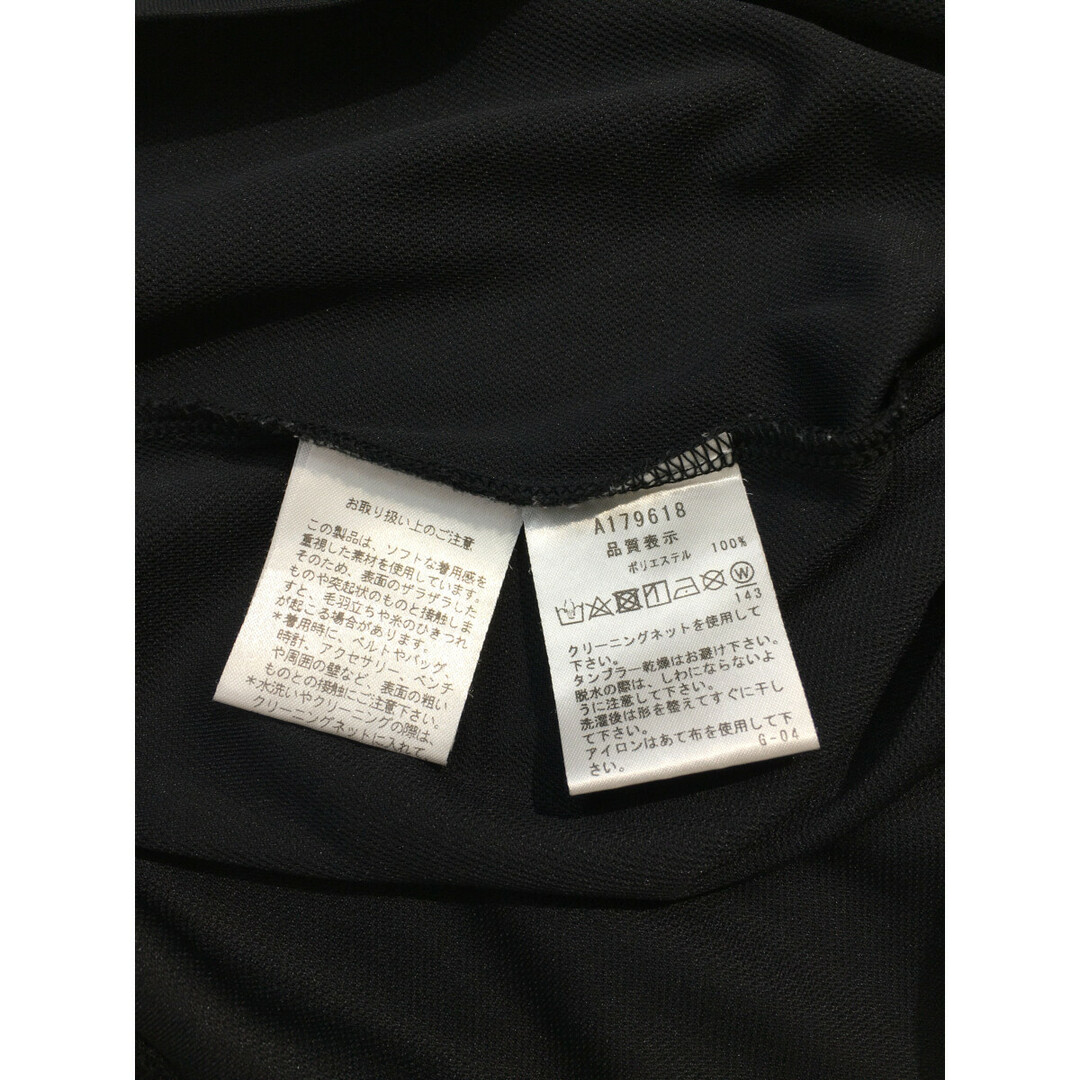 お取り扱い上のご注意
この製品は、ソフトな着用感を
重視した素材を使用しています。
そのため、表面のザラザラした
ものや突起状のものと接触しま
すと、毛羽立ちや糸のひきつれ
が起こる場合があります。
*着用時に、ベルトやバッグ、
時計、アクセサリー、ベンチ
や周囲の壁など、表面の粗い
ものとの接触にご注意下さい。
*水洗いやクリーニングの際は、
クリーニングネットに入れて
A179618
品質表示
ポリエステル 100%
W
143
クリーニングネットを使用して
下さい。
タンブラー乾燥はお避け下さい。
脱水の際は、しわにならないよ
うに注意して下さい。
洗濯後は形を整えてすぐに干し
て下さい。
アイロンはあて布を使用して下
さい。
G-04